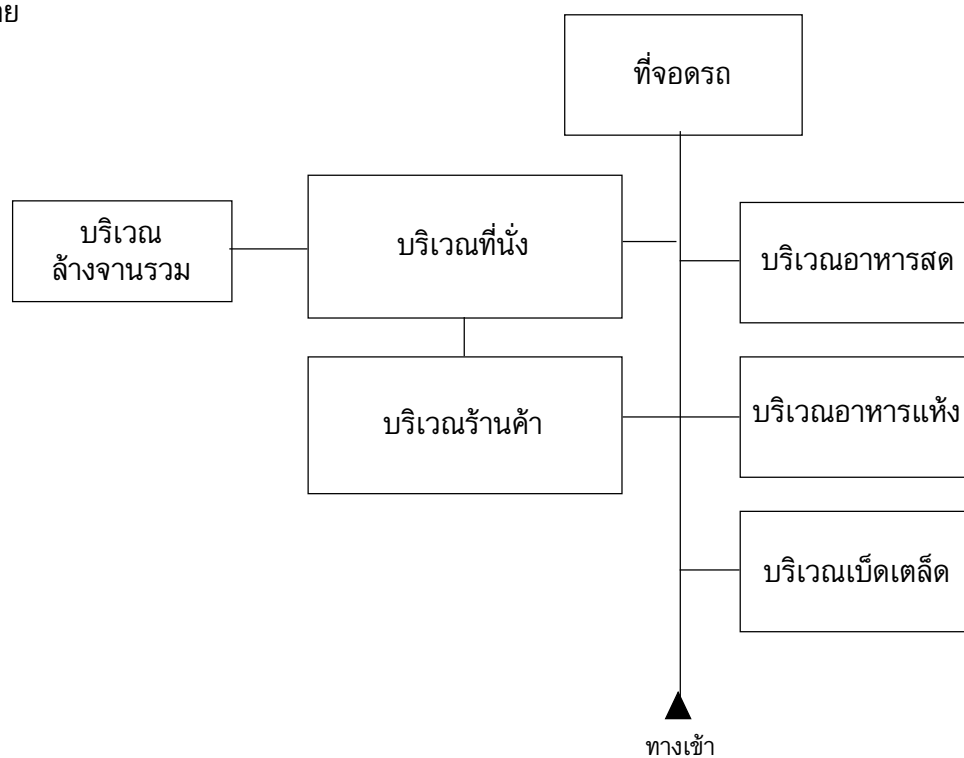 ที่จอดรถ
บริเวณ
ล้างจานรวม
บริเวณที่นั่ง
บริเวณอาหารสด
บริเวณร้านค้า
บริเวณอาหารแห้ง
บริเวณเบ็ดเตล็ด
ทางเข้า